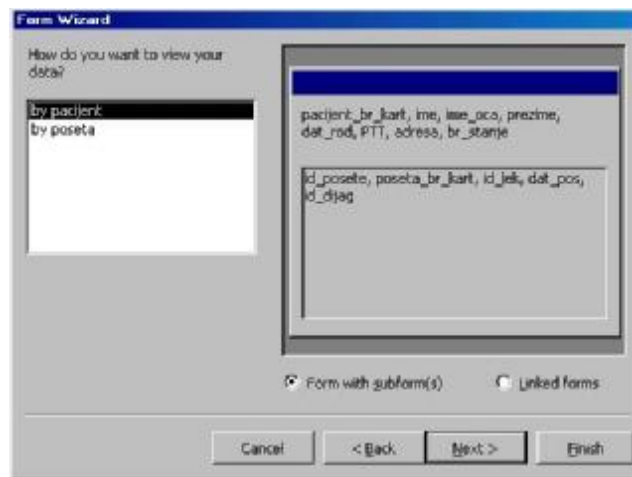 Form Wizard
How do you want to view your
data?
by pacijent
by poseta
pacijent_br_kart, ime, ime_oca, prezime,
dat_rod, PTT, adresa, br_stanje
id_posete, poseta_br_kart, id_lek, dat_pos,
id_dijag
Form with subform(s)
Linked forms
Cancel
< Back
Next >
Finish